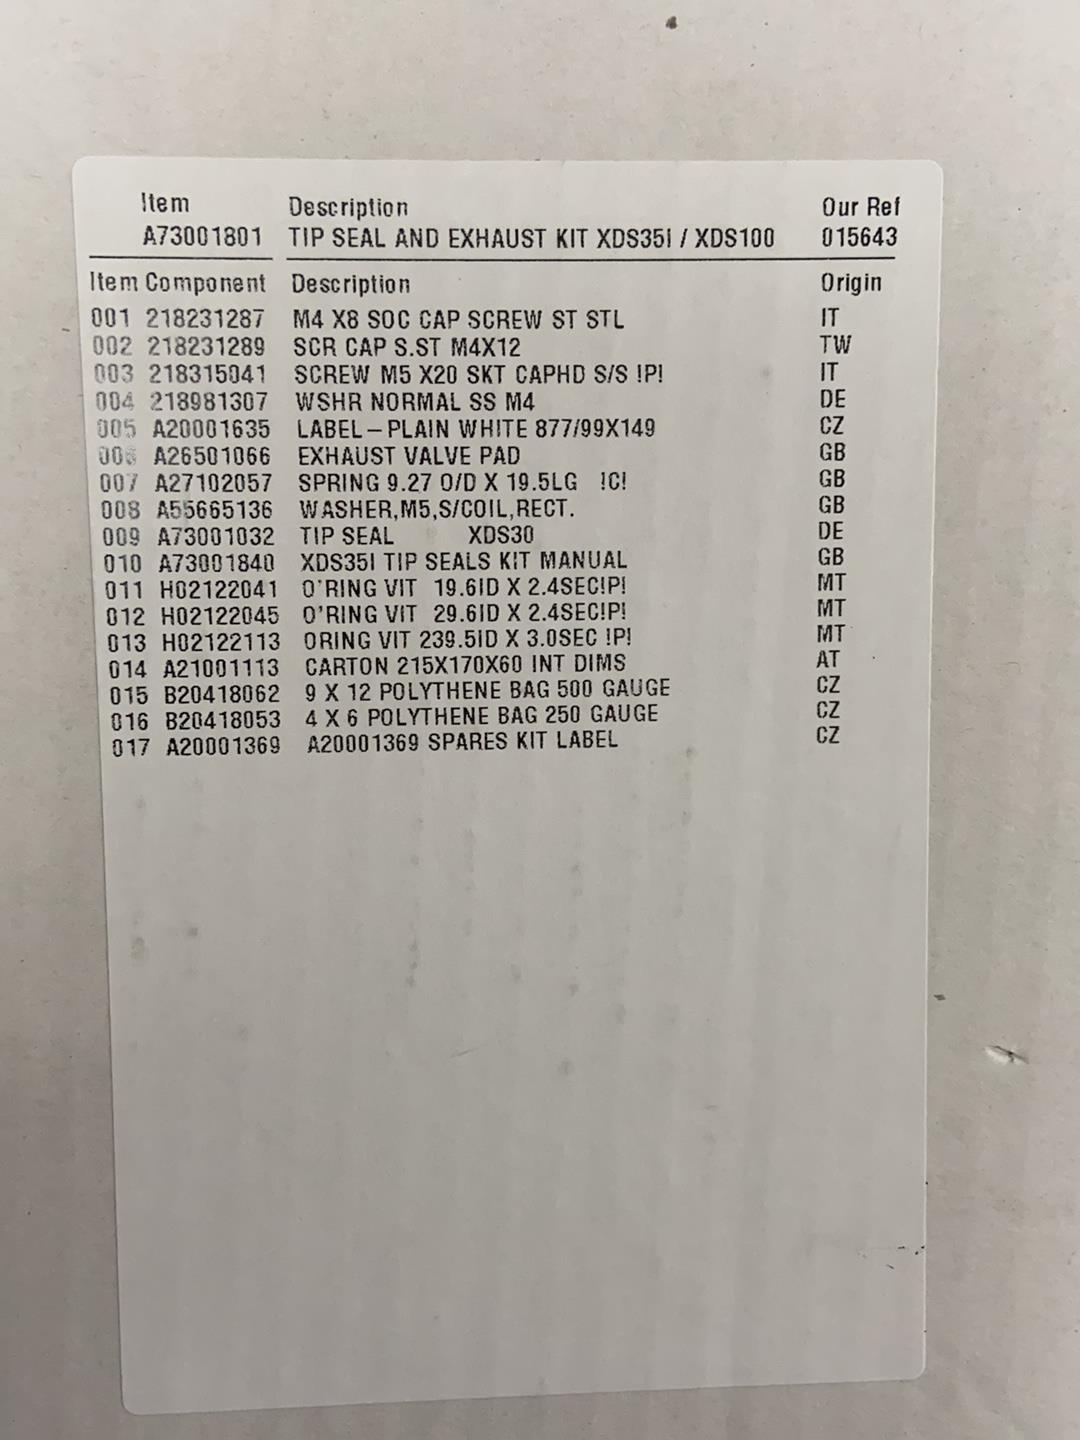 Item Description Our Ref
A73001801 TIP SEAL AND EXHAUST KIT XDS35I / XDS100 015643
Item Component Description Origin
001 218231287 M4 X8 SOC CAP SCREW ST STL IT
002 218231289 SCR CAP S.ST M4X12 TW
003 218315041 SCREW M5 X20 SKT CAPHD S/S !P! IT
004 218981307 WSHR NORMAL SS M4 DE
005 A20001635 LABEL-PLAIN WHITE 877/99X149 CZ
006 A26501066 EXHAUST VALVE PAD GB
007 A27102057 SPRING 9.27 O/D X 19.5LG !C! GB
008 A55665136 WASHER,M5,S/COIL,RECT. GB
009 A73001032 TIP SEAL XDS30 DE
010 A73001840 XDS35I TIP SEALS KIT MANUAL GB
011 H02122041 O'RING VIT 19.6ID X 2.4SEC!P! MT
012 H02122045 O'RING VIT 29.6ID X 2.4SEC!P! MT
013 H02122113 ORING VIT 239.5ID X 3.0SEC !P! MT
014 A21001113 CARTON 215X170X60 INT DIMS AT
015 B20418062 9 X 12 POLYTHENE BAG 500 GAUGE CZ
016 B20418053 4 X 6 POLYTHENE BAG 250 GAUGE CZ
017 A20001369 A20001369 SPARES KIT LABEL CZ